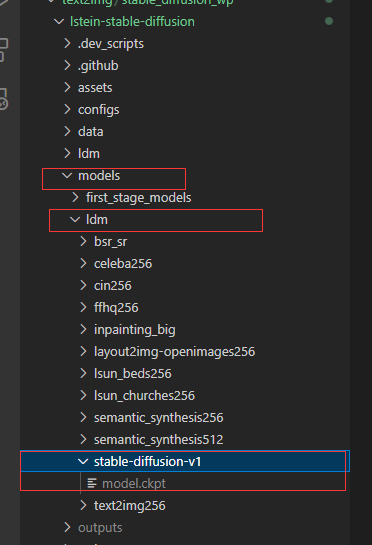 text2img / stable_diffusion_wp
lstein-stable-diffusion
.dev_scripts
.github
assets
configs
data
ldm
models
first_stage_models
ldm
bsr_sr
celeba256
cin256
ffhq256
inpainting_big
layout2img-openimages256
lsun_beds256
lsun_churches256
semantic_synthesis256
semantic_synthesis512
stable-diffusion-v1
model.ckpt
text2img256
outputs